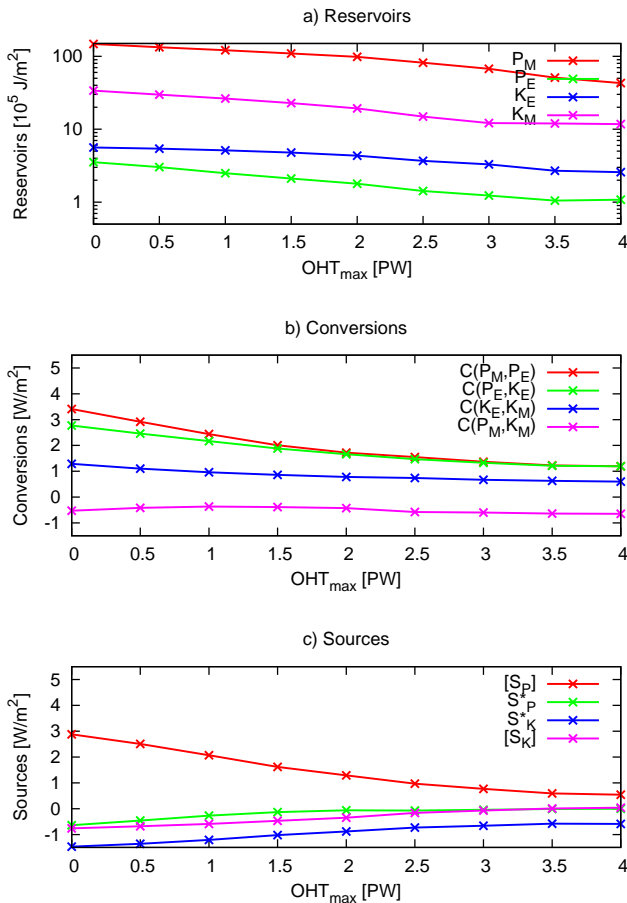 a) Reservoirs
Reservoirs [10^5 J/m^2]
100
10
1
P_M
P_E
K_E
K_M
0 0.5 1 1.5 2 2.5 3 3.5 4
OHT_max [PW]
b) Conversions
Conversions [W/m^2]
5
4
3
2
1
0
-1
C(P_M,P_E)
C(P_E,K_E)
C(K_E,K_M)
C(P_M,K_M)
0 0.5 1 1.5 2 2.5 3 3.5 4
OHT_max [PW]
c) Sources
Sources [W/m^2]
5
4
3
2
1
0
-1
[S_P]
S*_P
S*_K
[S_K]
0 0.5 1 1.5 2 2.5 3 3.5 4
OHT_max [PW]